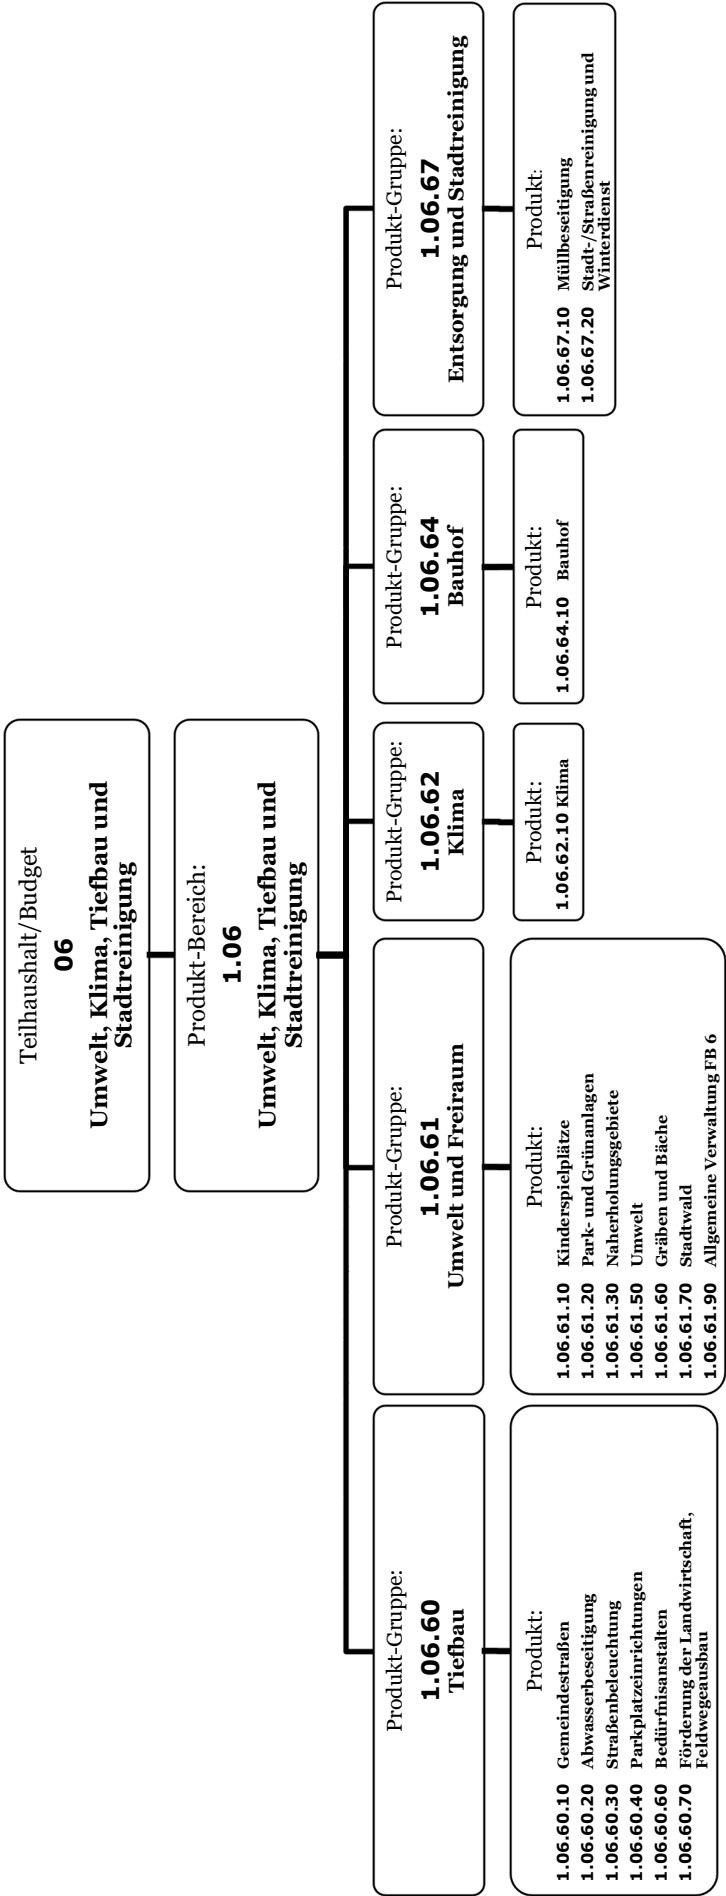 Teilhaushalt/Budget
06
Umwelt, Klima, Tiefbau und
Stadtreinigung
Produkt-Bereich:
1.06
Umwelt, Klima, Tiefbau und
Stadtreinigung
Produkt-Gruppe:
1.06.60
Tiefbau
Produkt:
1.06.60.10 Gemeindestraßen
1.06.60.20 Abwasserbeseitigung
1.06.60.30 Straßenbeleuchtung
1.06.60.40 Parkplatzeinrichtungen
1.06.60.60 Bedürfnisanstalten
1.06.60.70 Förderung der Landwirtschaft,
Feldwegeausbau
Produkt-Gruppe:
1.06.61
Umwelt und Freiraum
Produkt:
1.06.61.10 Kinderspielplätze
1.06.61.20 Park- und Grünanlagen
1.06.61.30 Naherholungsgebiete
1.06.61.50 Umwelt
1.06.61.60 Gräben und Bäche
1.06.61.70 Stadtwald
1.06.61.90 Allgemeine Verwaltung FB 6
Produkt-Gruppe:
1.06.62
Klima
Produkt:
1.06.62.10 Klima
Produkt-Gruppe:
1.06.64
Bauhof
Produkt:
1.06.64.10 Bauhof
Produkt-Gruppe:
1.06.67
Entsorgung und Stadtreinigung
Produkt:
1.06.67.10 Müllbeseitigung
1.06.67.20 Stadt-/Straßenreinigung und
Winterdienst